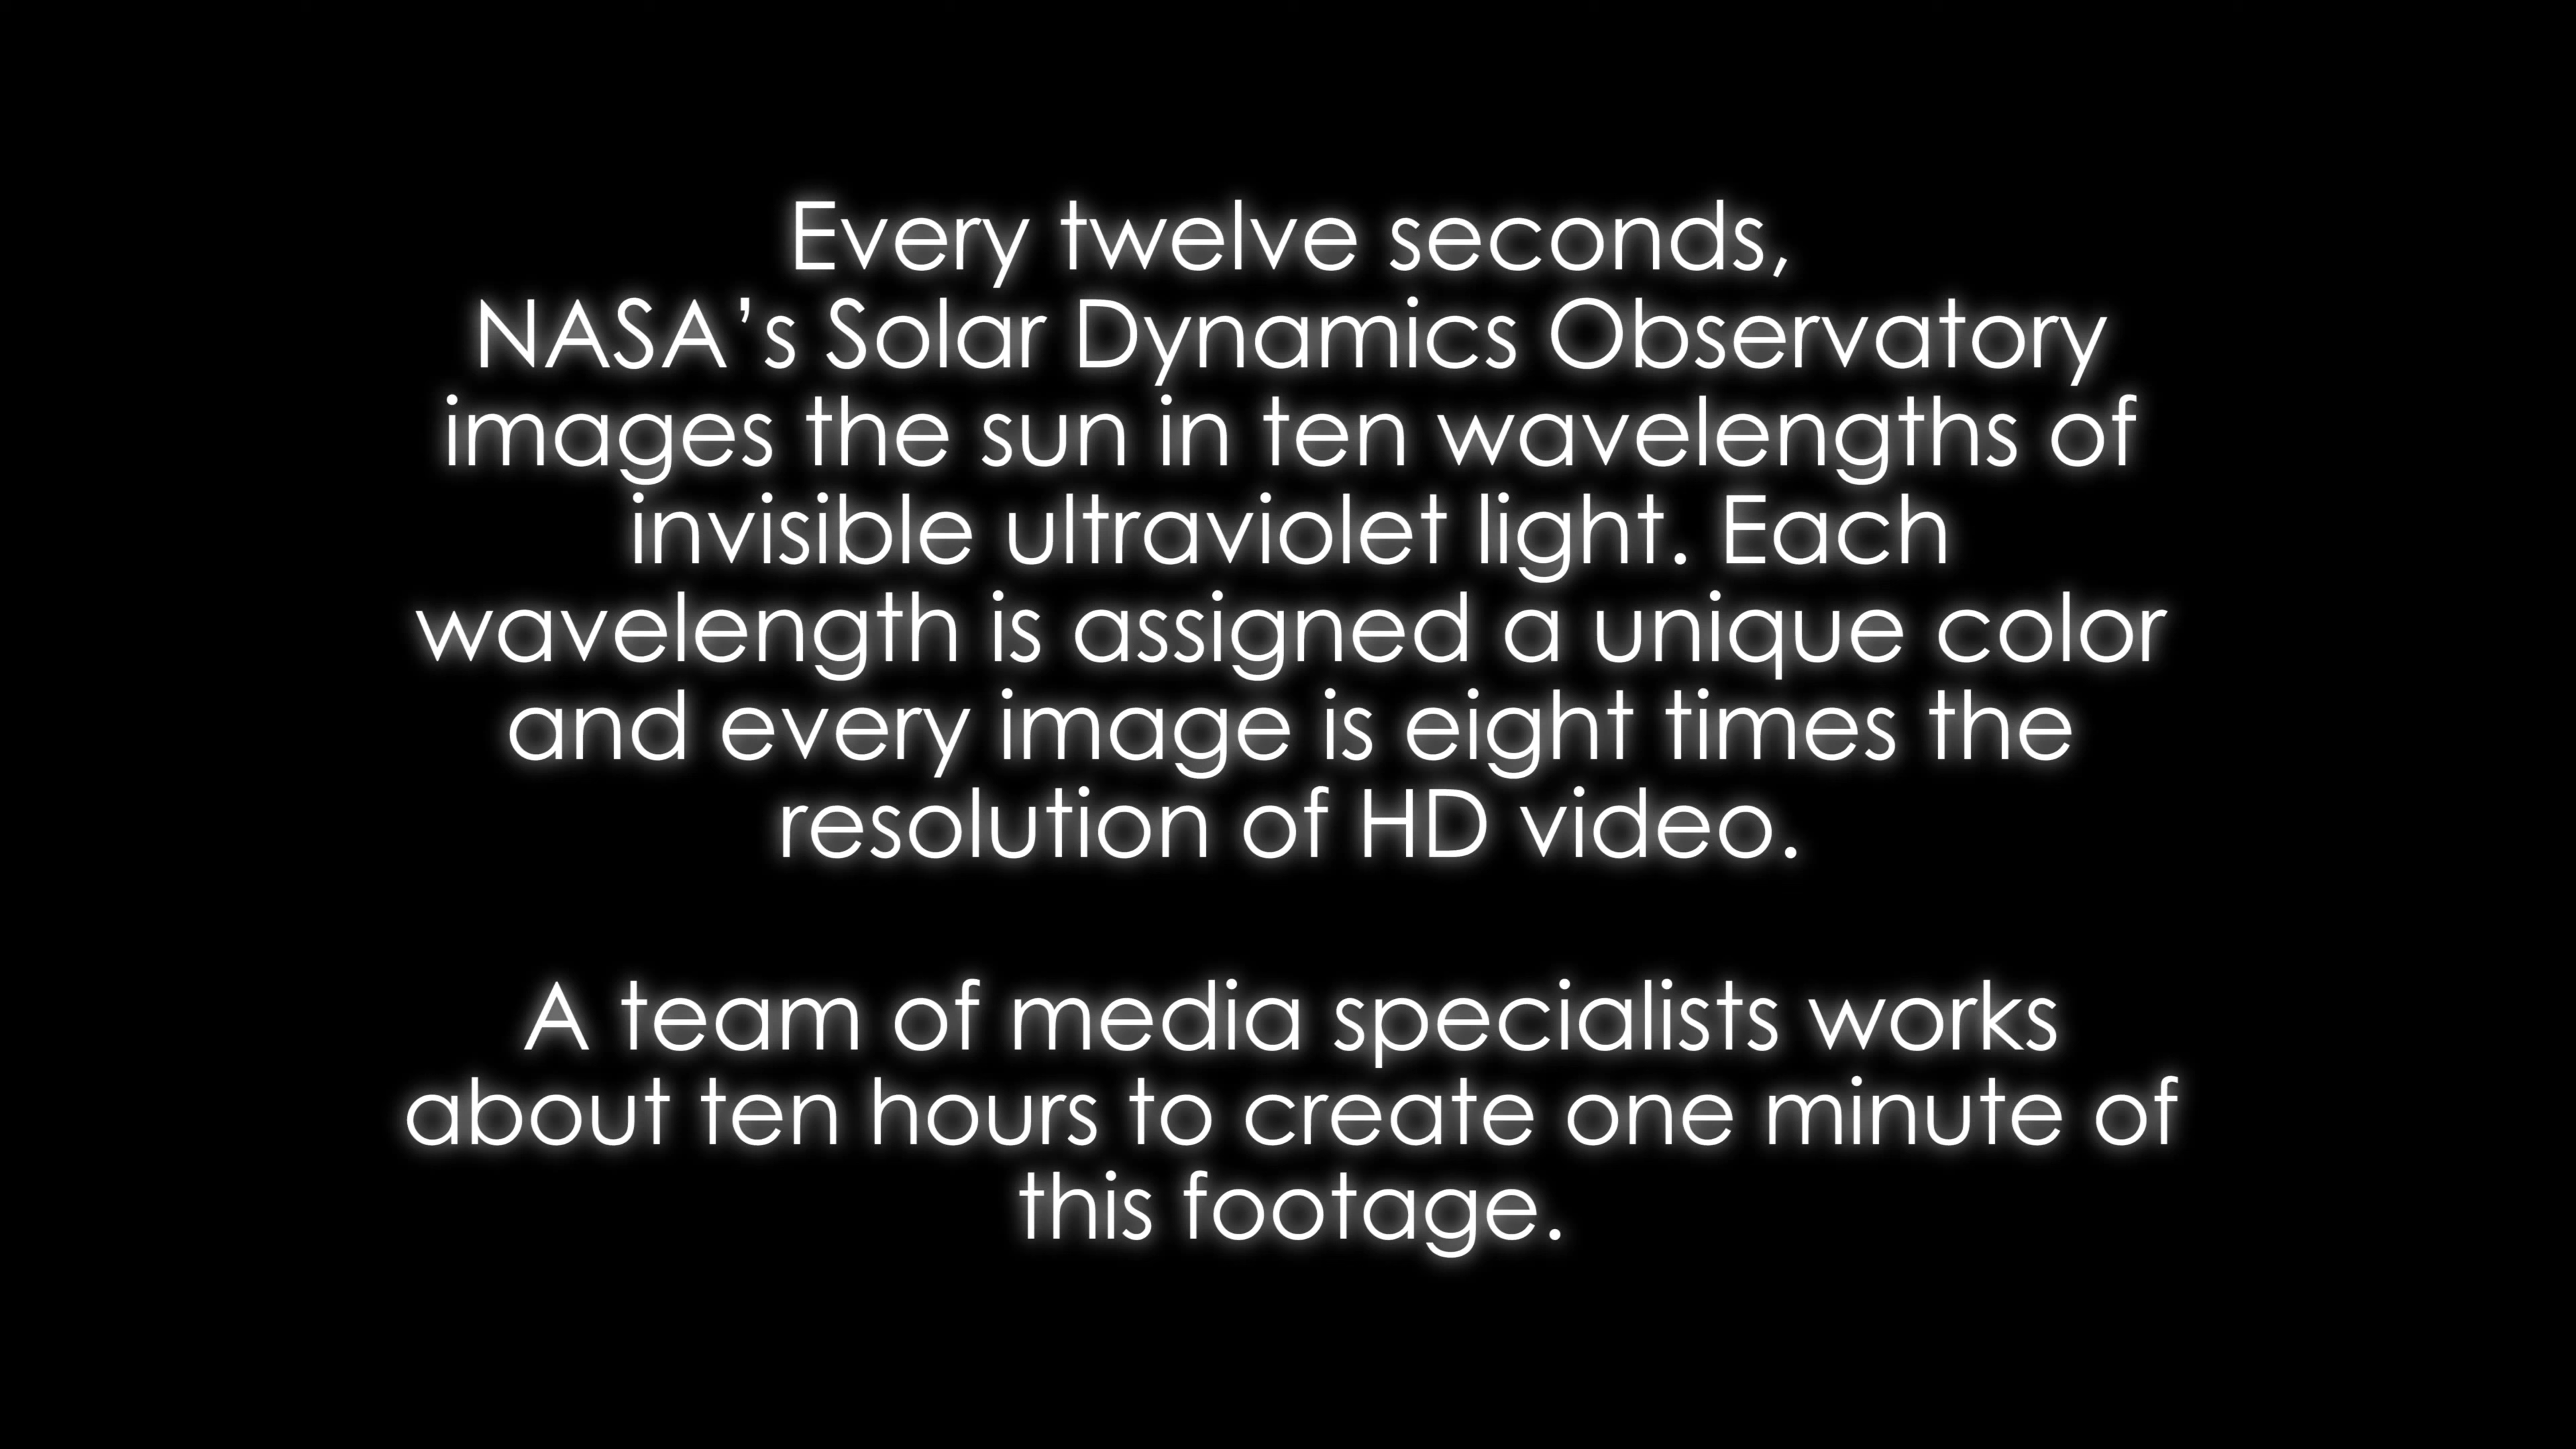 Every twelve seconds,
NASA’s Solar Dynamics Observatory
images the sun in ten wavelengths of
invisible ultraviolet light. Each
wavelength is assigned a unique color
and every image is eight times the
resolution of HD video.
A team of media specialists works
about ten hours to create one minute of
this footage.